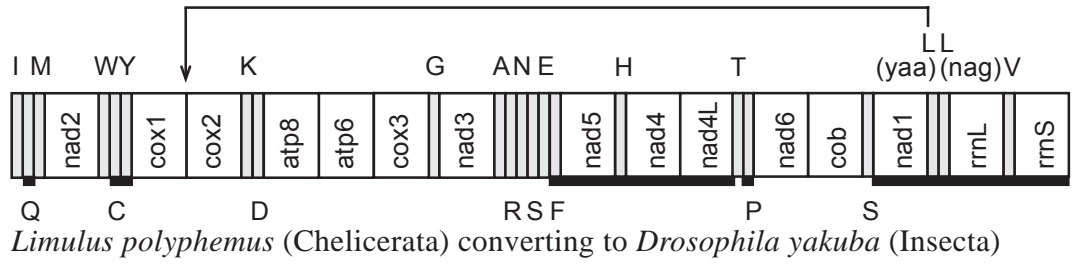 L L
I M W Y K G A N E H T (yaa) (nag) V
nad2 cox1 cox2 atp8 atp6 cox3 nad3 nad5 nad4 nad4L nad6 cob nad1 rrnL rrnS
Q C D R S F P S
Limulus polyphemus (Chelicerata) converting to Drosophila yakuba (Insecta)